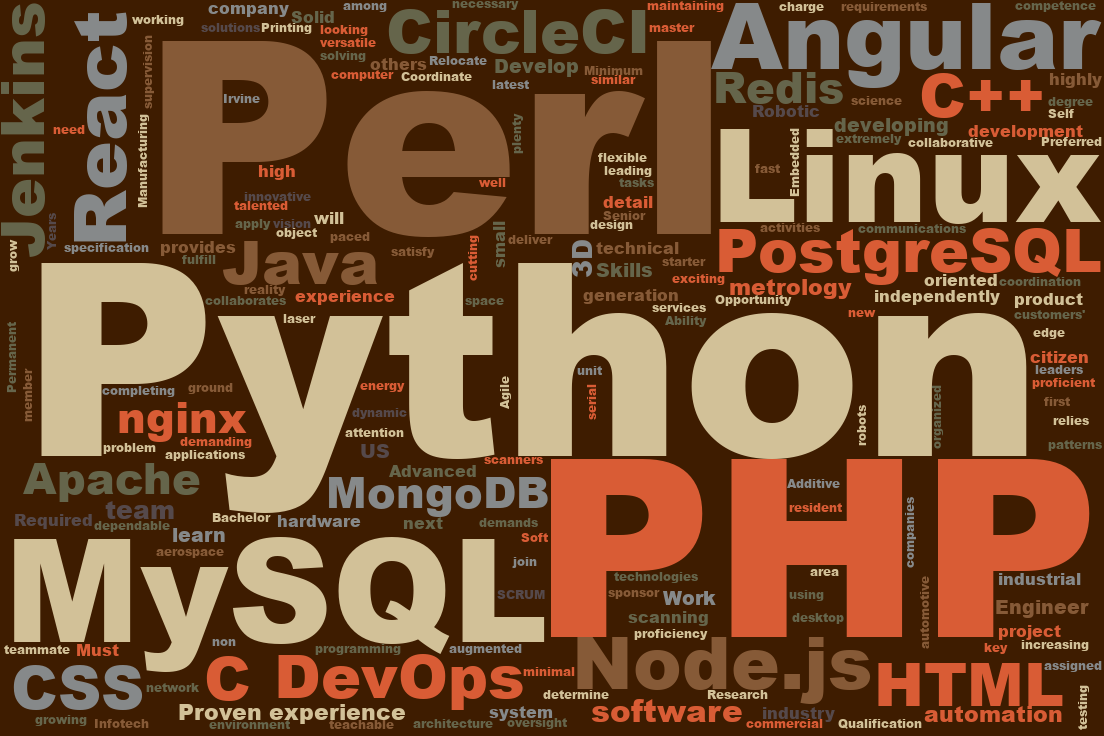 company
Solid
among
necessary
maintaining
charge
requirements
competence
working
solutions
Printing
looking
versatile
solving
CircleCI
master
Angular
Jenkins
React
supervision
computer
others
Relocate
Coordinate
Develop
Minimum
similar
latest
Redis
C++
highly
degree
Self
science
Robotic
Irvine
Perl
need
Manufacturing
plenty
developing
development
extremely
collaborative
Preferred
flexible
leading
tasks
fast
Embedded
Linux
high
well
innovative
talented
detail
Senior
design
apply
vision
will
object
paced
Years
grow
specification
provides
fulfill
Java
satisfy
cutting
small
deliver
3D
technical
Skills
activities
communications
PostgreSQL
starter
exciting
metrology
oriented
coordination
reality
collaborates
experience
space
generation
services
Ability
Opportunity
independently
product
customers'
new
edge
laser
Python
Permanent
member
completing
ground
energy
Agile
unit
serial
citizen
leaders
proficient
first
relies
patterns
nginx
demanding
problem
applications
dynamic
attention
US
robots
organized
scanners
Apache
Advanced
MongoDB
PHP
Additive
resident
companies
Required
team
dependable
Bachelor
hardware
learn
aerospace
next
demands
Soft
join
MySQL
SCRUM
technologies
area
sponsor
Work
using
scanning
desktop
proficiency
automotive
industrial
Engineer
project
key
increasing
teammate
Must
non
programming
augmented
CSS
network
C
DevOps
minimal
Node.js
HTML
assigned
determine
Research
growing
Infotech
Proven experience
environment
teachable
architecture
system
oversight
software
industry
commercial
Qualification
automation
testing